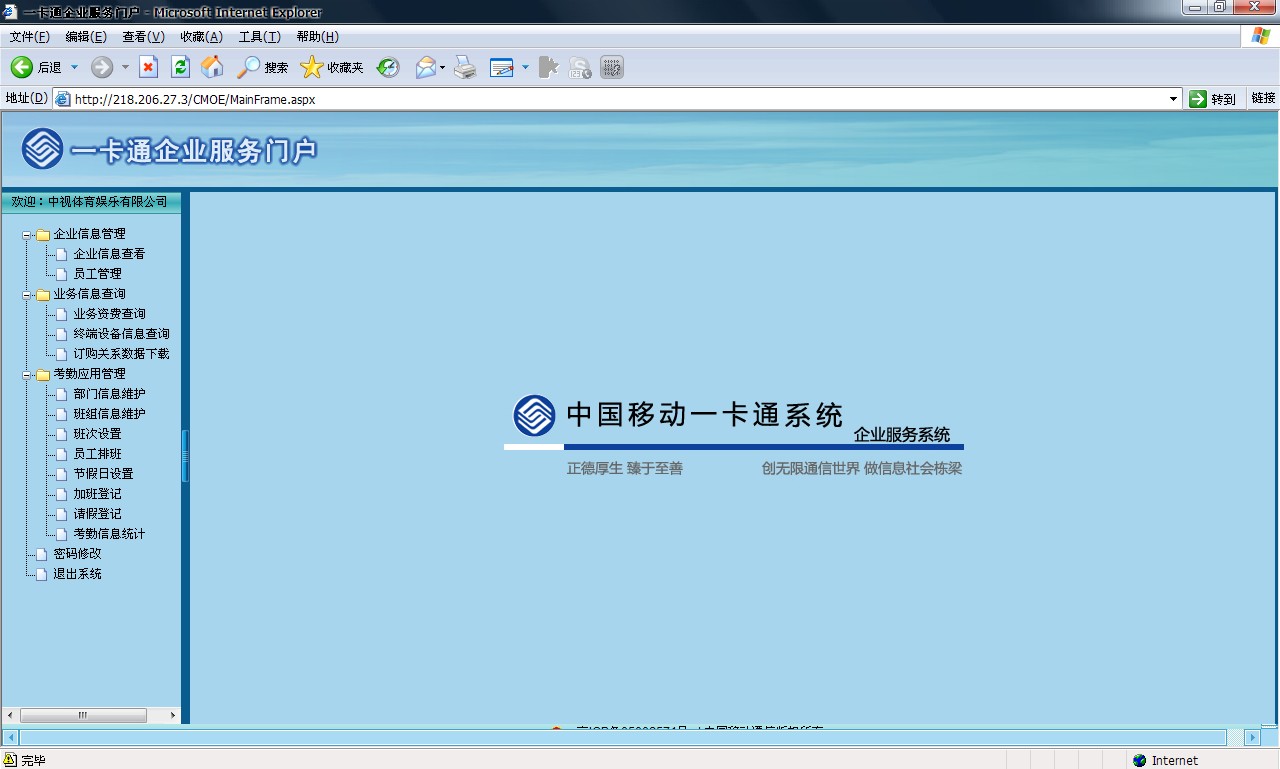 一卡通企业服务门户 - Microsoft Internet Explorer
文件(F) 编辑(E) 查看(V) 收藏(A) 工具(T) 帮助(H)
后退 搜索 收藏夹
地址(D) http://218.206.27.3/CMOE/MainFrame.aspx 转到 链接
一卡通企业服务门户
欢迎：中视体育娱乐有限公司
企业信息管理
企业信息查看
员工管理
业务信息查询
业务资费查询
终端设备信息查询
订购关系数据下载
考勤应用管理
部门信息维护
班组信息维护
班次设置
员工排班
节假日设置
加班登记
请假登记
考勤信息统计
密码修改
退出系统
中国移动一卡通系统
企业服务系统
正德厚生 臻于至善 创无限通信世界 做信息社会栋梁
完毕 Internet